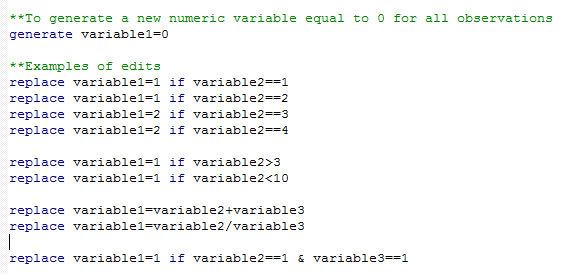 **To generate a new numeric variable equal to 0 for all observations
generate variable1=0
**Examples of edits
replace variable1=1 if variable2==1
replace variable1=1 if variable2==2
replace variable1=2 if variable2==3
replace variable1=2 if variable2==4
replace variable1=1 if variable2>3
replace variable1=1 if variable2<10
replace variable1=variable2+variable3
replace variable1=variable2/variable3
replace variable1=1 if variable2==1 & variable3==1